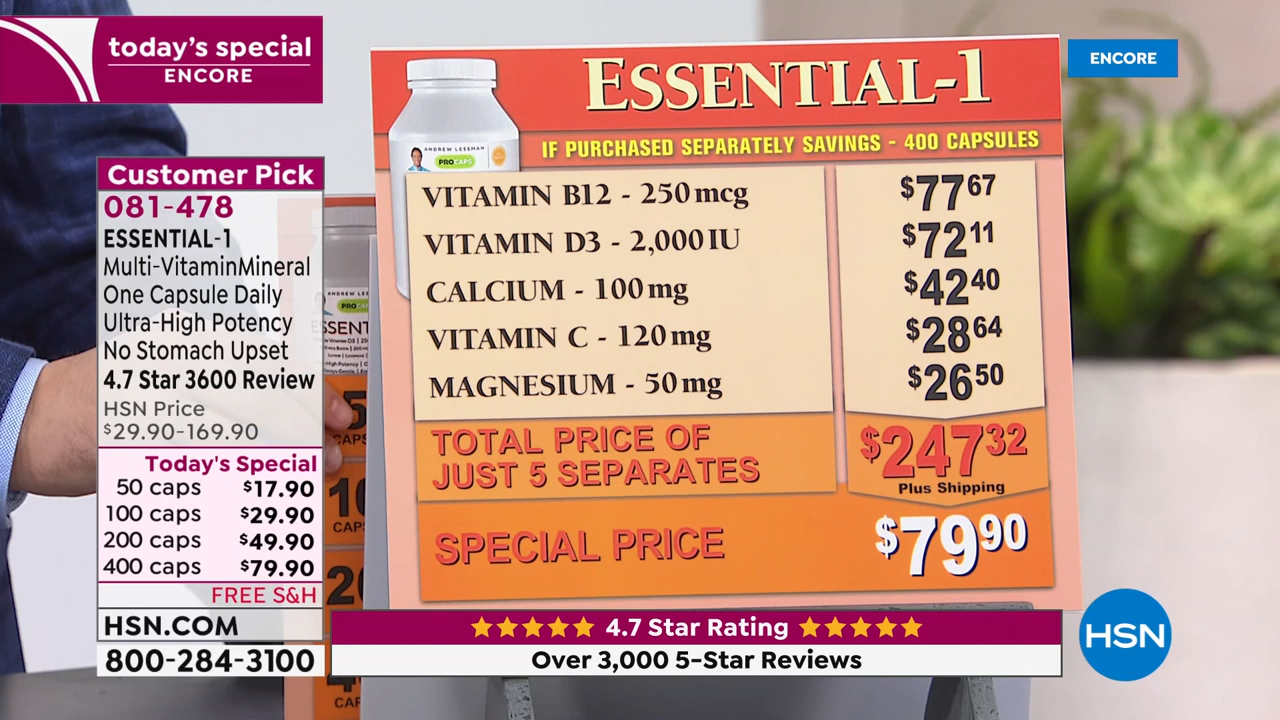 today's special
ENCORE
ENCORE
Customer Pick
081-478
ESSENTIAL-1
Multi-VitaminMineral
One Capsule Daily
Ultra-High Potency
No Stomach Upset
4.7 Star 3600 Review
HSN Price
$29.90-169.90
Today's Special
50 caps $17.90
100 caps $29.90
200 caps $49.90
400 caps $79.90
FREE S&H
HSN.COM
800-284-3100
ESSENTIAL-1
IF PURCHASED SEPARATELY SAVINGS - 400 CAPSULES
ANDREW LESSMAN
PROCAPS
VITAMIN B12 - 250 mcg $77.67
VITAMIN D3 - 2,000 IU $72.11
CALCIUM - 100 mg $42.40
VITAMIN C - 120 mg $28.64
MAGNESIUM - 50 mg $26.50
TOTAL PRICE OF
JUST 5 SEPARATES
$247.32
Plus Shipping
SPECIAL PRICE $79.90
4.7 Star Rating
Over 3,000 5-Star Reviews
HSN